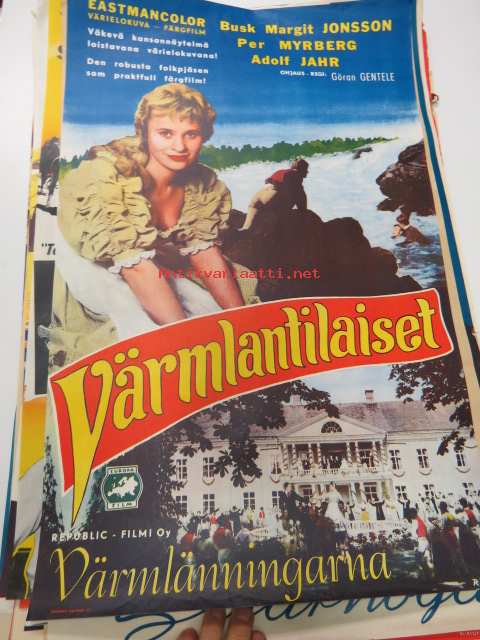 EASTMANCOLOR
VÄRIELOKUVA - FÄRGFILM
Väkevä kansannäytelmä
loistavana värielokuvana!
Den robusta folkpjäsen
som praktfull färgfilm!
Busk Margit JONSSON
Per MYRBERG
Adolf JAHR
OHJAUS - REGI: Göran GENTELE
Antikvariaatti.net
Värmlantilaiset
EUROPA
FILM
REPUBLIC - FILMI Oy
Värmlänningarna